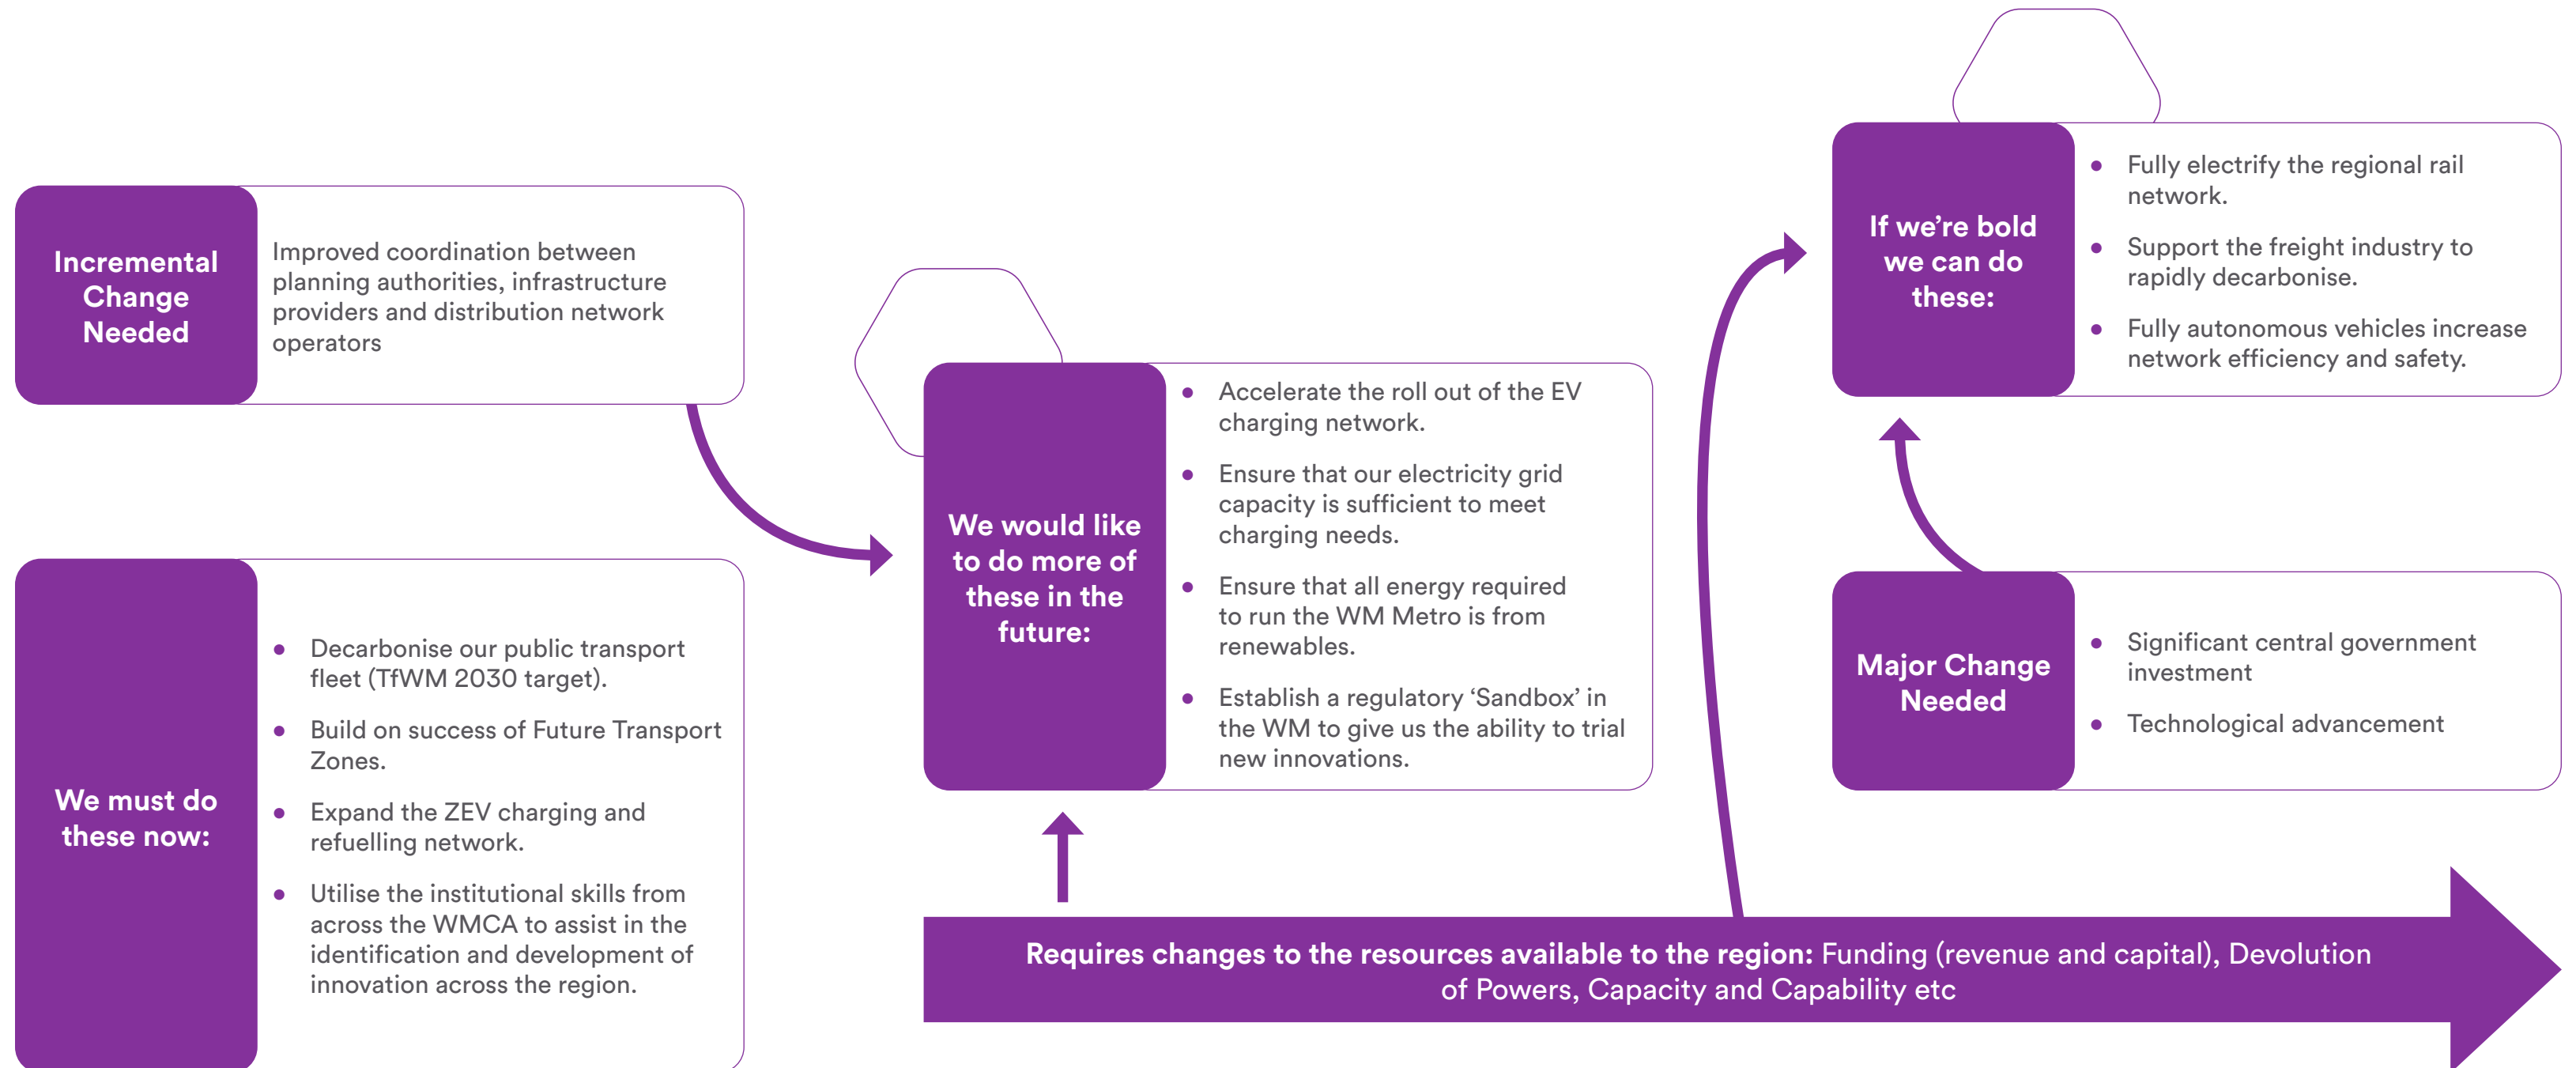 Incremental
Change
Needed
Improved coordination between
planning authorities, infrastructure
providers and distribution network
operators
We must do
these now:
• Decarbonise our public transport
fleet (TfWM 2030 target).
• Build on success of Future Transport
Zones.
• Expand the ZEV charging and
refuelling network.
• Utilise the institutional skills from
across the WMCA to assist in the
identification and development of
innovation across the region.
We would like
to do more of
these in the
future:
• Accelerate the roll out of the EV
charging network.
• Ensure that our electricity grid
capacity is sufficient to meet
charging needs.
• Ensure that all energy required
to run the WM Metro is from
renewables.
• Establish a regulatory ‘Sandbox’ in
the WM to give us the ability to trial
new innovations.
If we’re bold
we can do
these:
• Fully electrify the regional rail
network.
• Support the freight industry to
rapidly decarbonise.
• Fully autonomous vehicles increase
network efficiency and safety.
Major Change
Needed
• Significant central government
investment
• Technological advancement
Requires changes to the resources available to the region: Funding (revenue and capital), Devolution
of Powers, Capacity and Capability etc